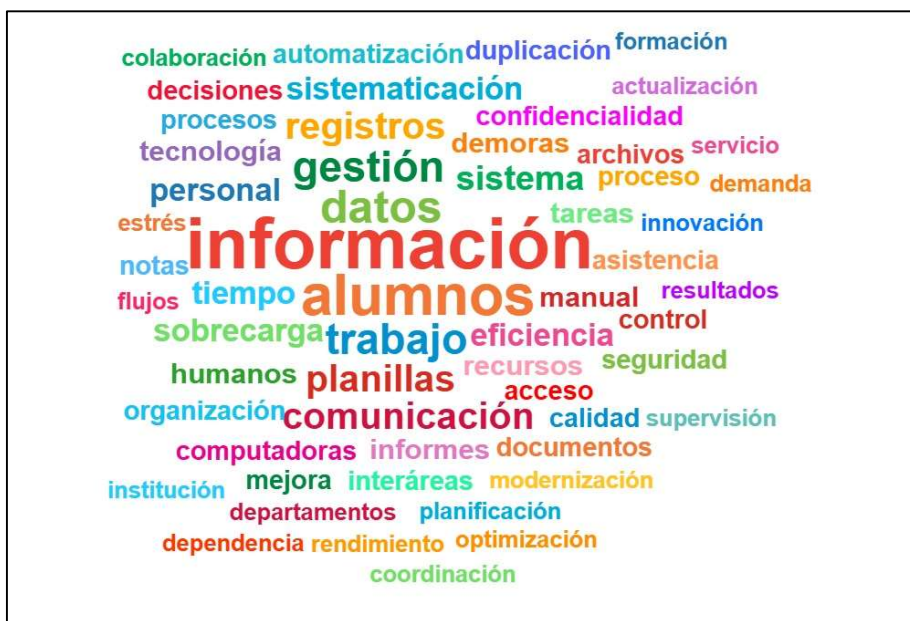 formación
colaboración automatización duplicación
decisiones sistematicación actualización
procesos registros confidencialidad
tecnología demoras archivos servicio
personal gestión sistema proceso demanda
estrés datos tareas innovación
notas información asistencia
flujos tiempo alumnos manual resultados
sobrecarga trabajo eficiencia control
humanos planillas recursos seguridad
organización comunicación acceso calidad supervisión
computadoras informes documentos
institución mejora interáreas modernización
departamentos planificación
dependencia rendimiento optimización
coordinación